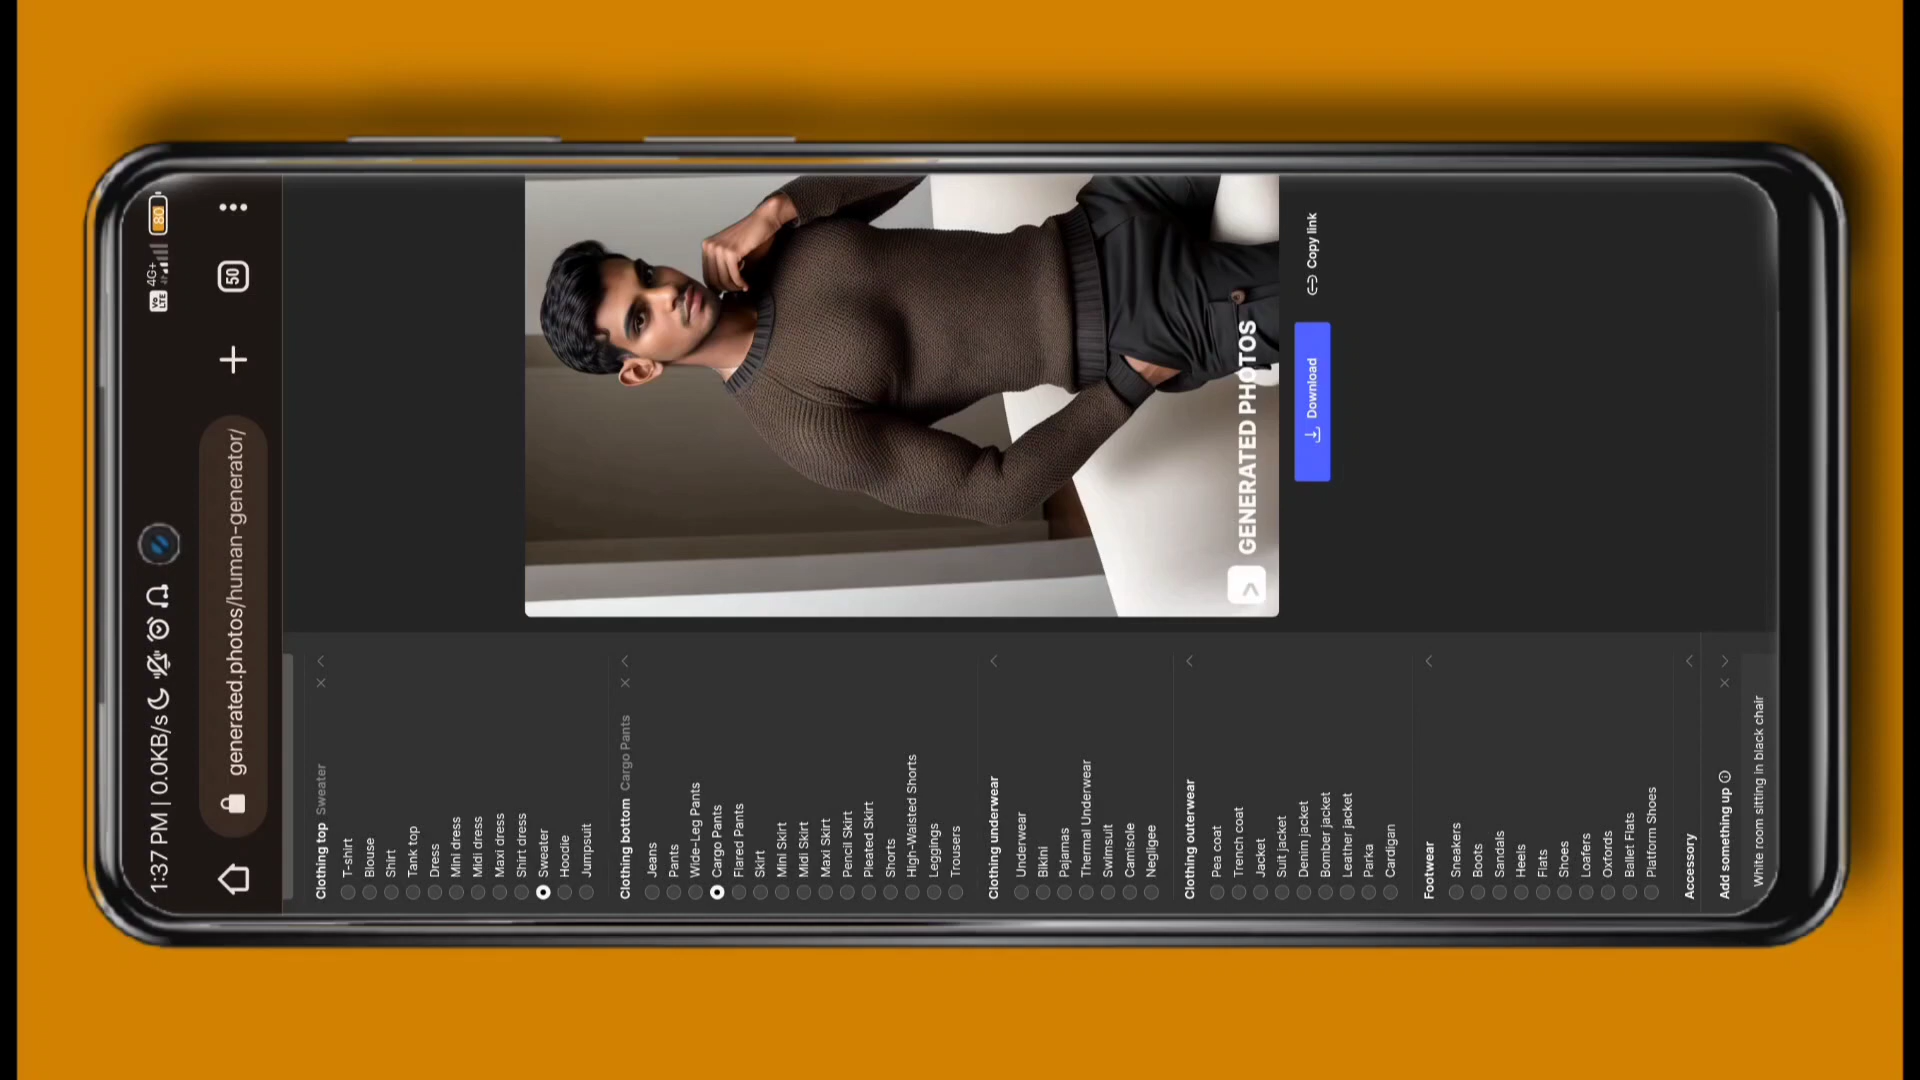 1:37 PM | 0.0KB/s
Vo LTE
4G+
80
generated.photos/human-generator/
50
GENERATED PHOTOS
Download
Copy link
Clothing top Sweater
T-shirt
Blouse
Shirt
Tank top
Dress
Mini dress
Midi dress
Maxi dress
Shirt dress
Sweater
Hoodie
Jumpsuit
Clothing bottom Cargo Pants
Jeans
Pants
Wide-Leg Pants
Cargo Pants
Flared Pants
Skirt
Mini Skirt
Midi Skirt
Maxi Skirt
Pencil Skirt
Pleated Skirt
Shorts
High-Waisted Shorts
Leggings
Trousers
Clothing underwear
Underwear
Bikini
Pajamas
Thermal Underwear
Swimsuit
Camisole
Negligee
Clothing outerwear
Pea coat
Trench coat
Jacket
Suit jacket
Denim jacket
Bomber jacket
Leather jacket
Parka
Cardigan
Footwear
Sneakers
Boots
Sandals
Heels
Flats
Shoes
Loafers
Oxfords
Ballet Flats
Platform Shoes
Accessory
Add something up
White room sitting in black chair